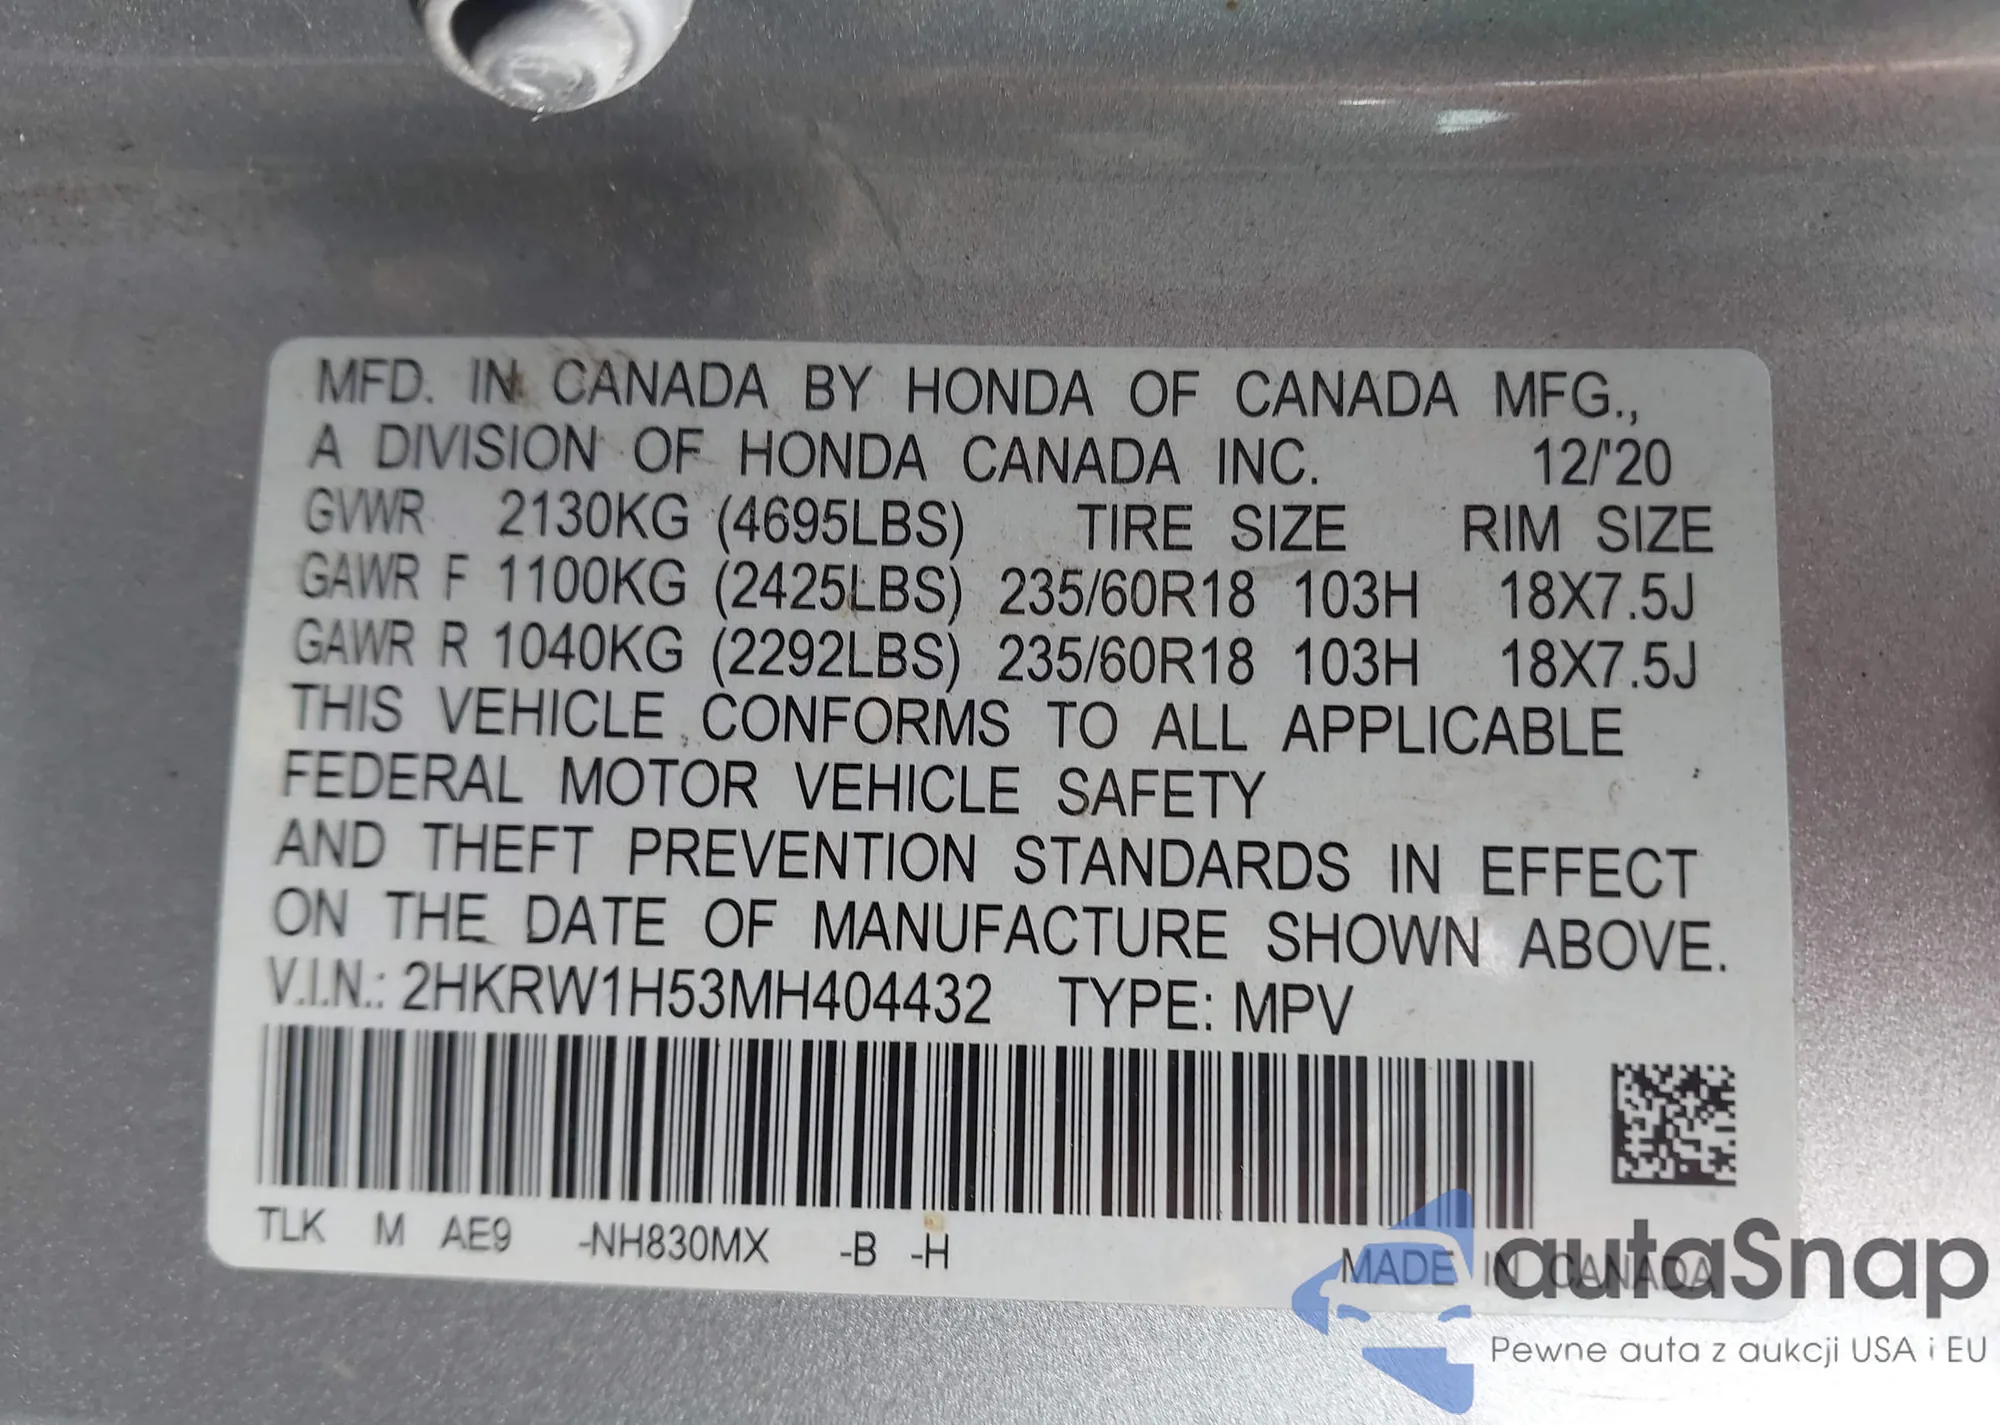 MFD. IN CANADA BY HONDA OF CANADA MFG.,
A DIVISION OF HONDA CANADA INC. 12/'20
GVWR 2130KG (4695LBS) TIRE SIZE RIM SIZE
GAWR F 1100KG (2425LBS) 235/60R18 103H 18X7.5J
GAWR R 1040KG (2292LBS) 235/60R18 103H 18X7.5J
THIS VEHICLE CONFORMS TO ALL APPLICABLE
FEDERAL MOTOR VEHICLE SAFETY
AND THEFT PREVENTION STANDARDS IN EFFECT
ON THE DATE OF MANUFACTURE SHOWN ABOVE.
V.I.N.: 2HKRW1H53MH404432 TYPE: MPV
TLK M AE9 -NH830MX -B -H
MADE IN CANADA
autaSnap
Pewne auta z aukcji USA i EU